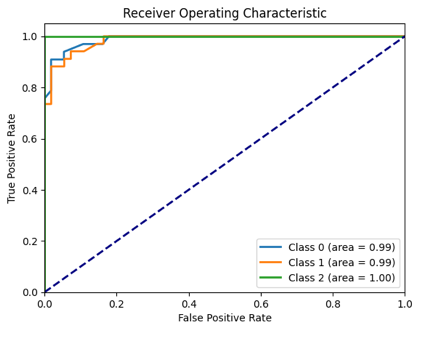 Receiver Operating Characteristic
True Positive Rate
1.0
0.8
0.6
0.4
0.2
0.0
Class 0 (area = 0.99)
Class 1 (area = 0.99)
Class 2 (area = 1.00)
0.0 0.2 0.4 0.6 0.8 1.0
False Positive Rate